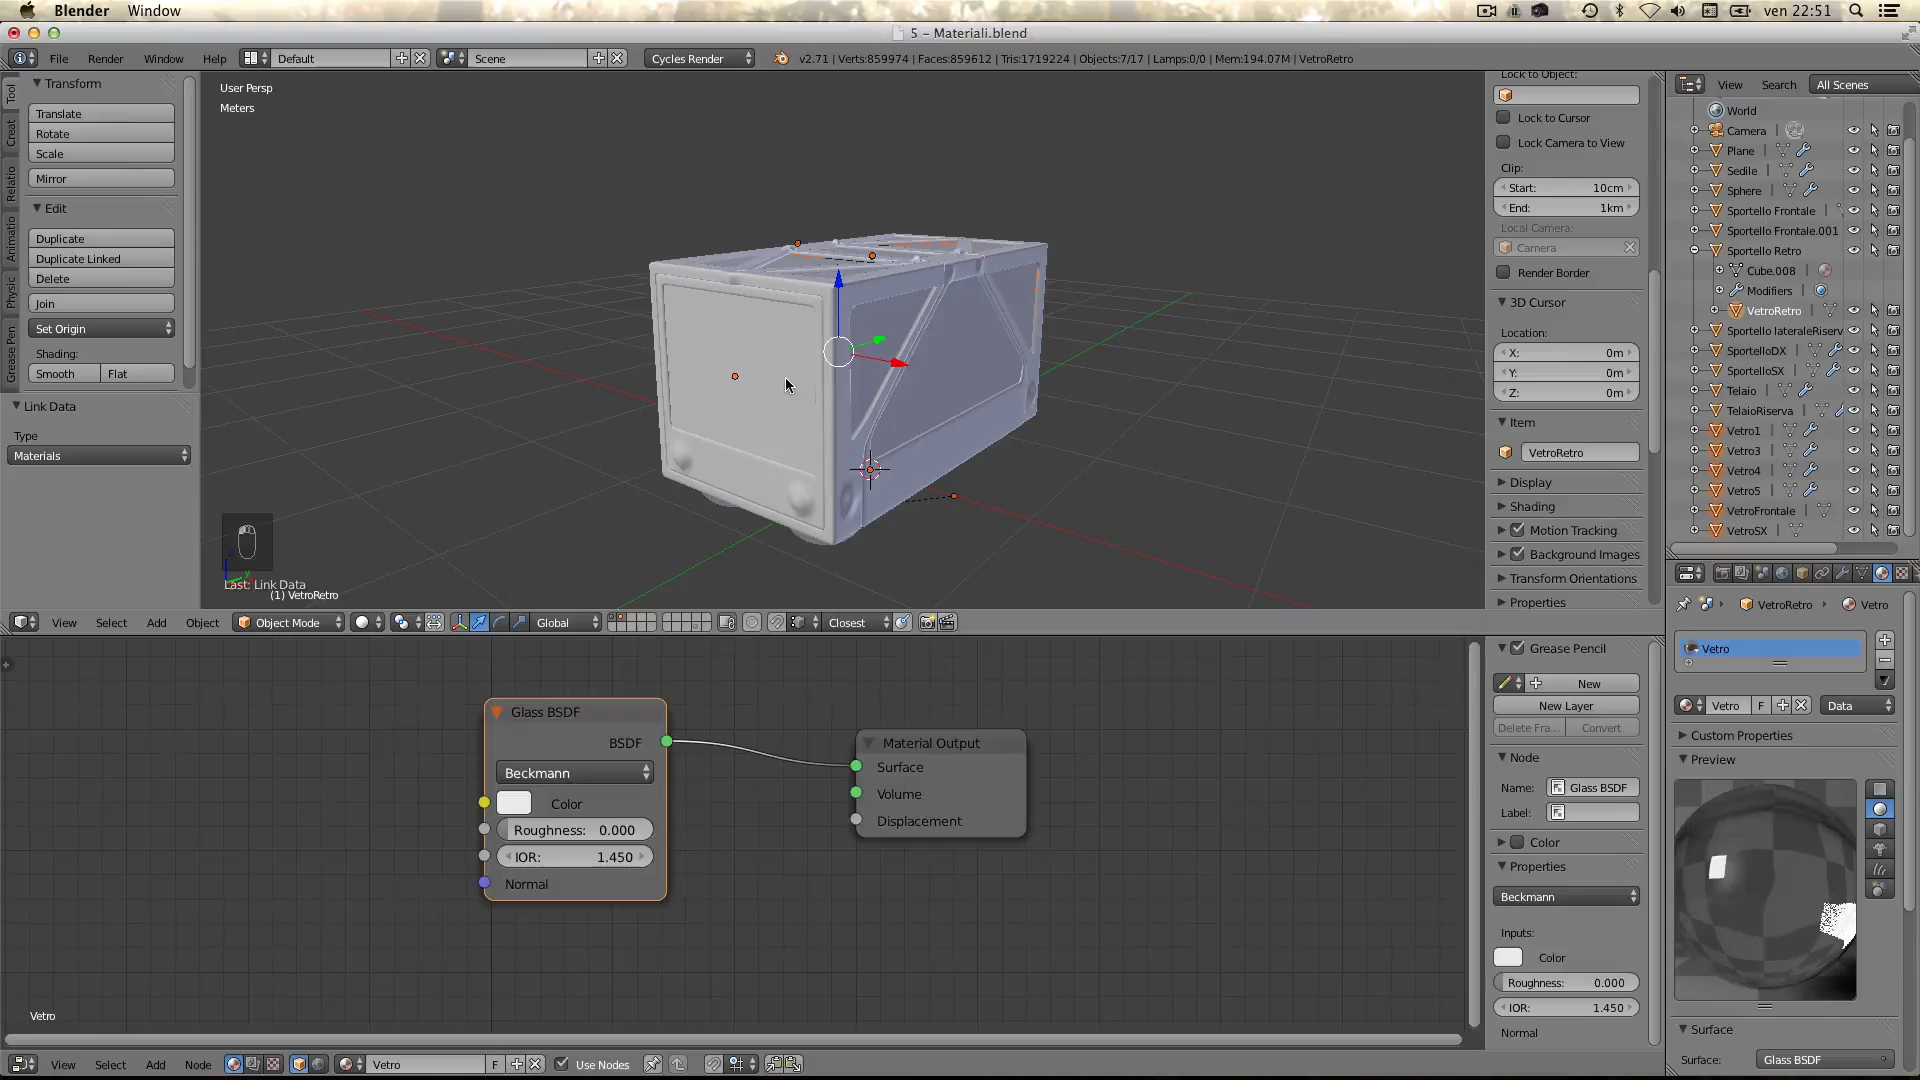 Blender Window ven 22:51
5 - Materiali.blend
File Render Window Help Default Scene Cycles Render v2.71 | Verts:859974 | Faces:859612 | Tris:1719224 | Objects:7/17 | Lamps:0/0 | Mem:194.07M | VetroRetro
Transform
Translate
Rotate
Scale
Mirror
Edit
Duplicate
Duplicate Linked
Delete
Join
Set Origin
Shading:
Smooth Flat
Link Data
Type
Materials
Tool
Creat
Relatio
Animatio
Physic
Grease Pen
User Persp
Meters
Last: Link Data
(1) VetroRetro
View Select Add Object Object Mode Global Closest
Lock to Object:
Lock to Cursor
Lock Camera to View
Clip:
Start: 10cm
End: 1km
Local Camera:
Camera
Render Border
3D Cursor
Location:
X: 0m
Y: 0m
Z: 0m
Item
VetroRetro
Display
Shading
Motion Tracking
Background Images
Transform Orientations
Properties
View Search All Scenes
World
Camera
Plane
Sedile
Sphere
Sportello Frontale
Sportello Frontale.001
Sportello Retro
Cube.008
Modifiers
VetroRetro
Sportello lateraleRiserv
SportelloDX
SportelloSX
Telaio
TelaioRiserva
Vetro1
Vetro3
Vetro4
Vetro5
VetroFrontale
VetroSX
Glass BSDF
BSDF
Beckmann
Color
Roughness: 0.000
IOR: 1.450
Normal
Material Output
Surface
Volume
Displacement
Vetro
View Select Add Node Vetro F Use Nodes
Grease Pencil
New
New Layer
Delete Fra... Convert
Node
Name: Glass BSDF
Label:
Color
Properties
Beckmann
Inputs:
Color
Roughness: 0.000
IOR: 1.450
Normal
VetroRetro Vetro
Vetro
Vetro F Data
Custom Properties
Preview
Surface
Surface: Glass BSDF